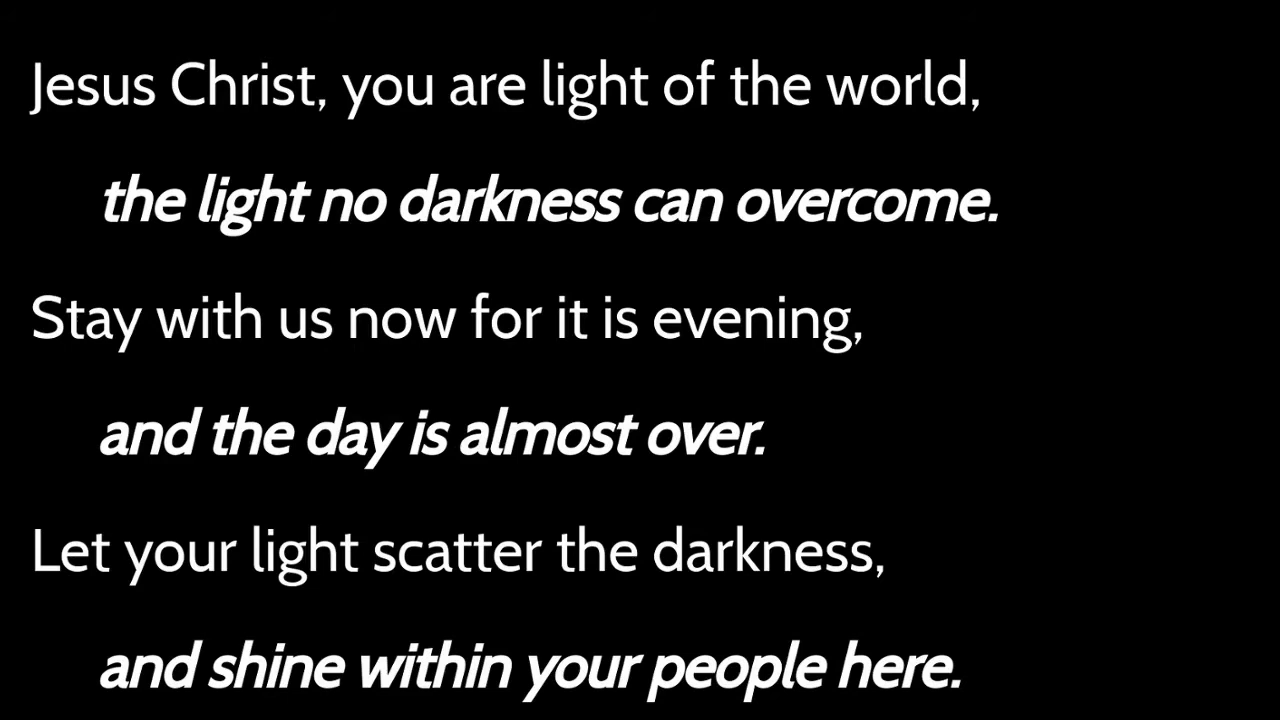 Jesus Christ, you are light of the world,
the light no darkness can overcome.
Stay with us now for it is evening,
and the day is almost over.
Let your light scatter the darkness,
and shine within your people here.